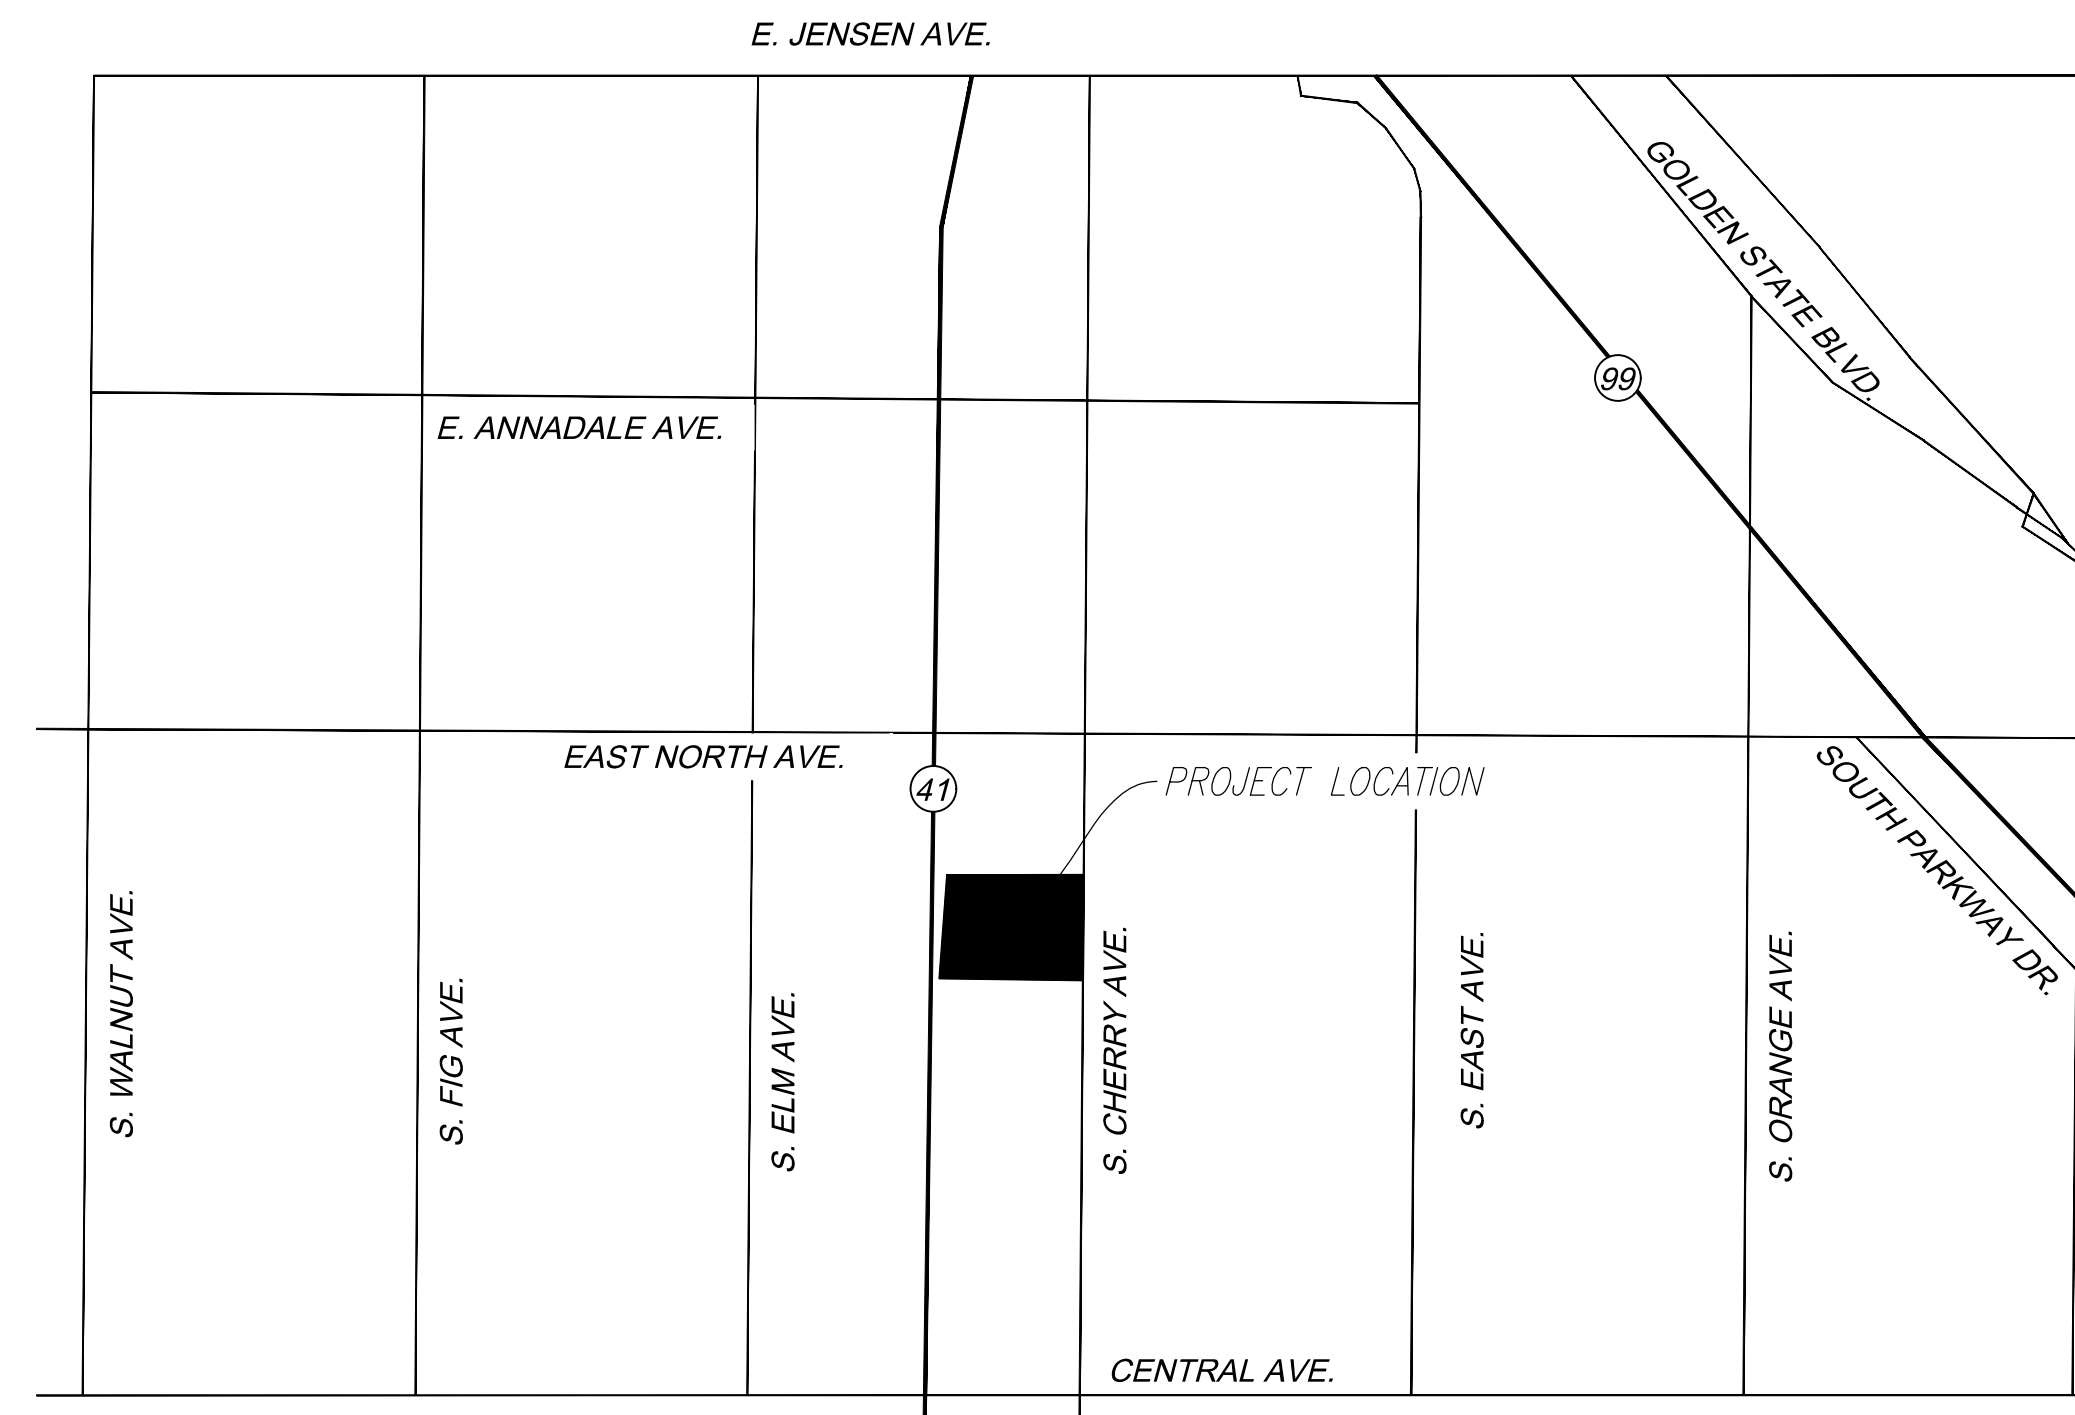 E. JENSEN AVE.
GOLDEN STATE BLVD.
99
E. ANNADALE AVE.
EAST NORTH AVE.
41
PROJECT LOCATION
SOUTH PARKWAY DR.
S. WALNUT AVE.
S. FIG AVE.
S. ELM AVE.
S. CHERRY AVE.
S. EAST AVE.
S. ORANGE AVE.
CENTRAL AVE.